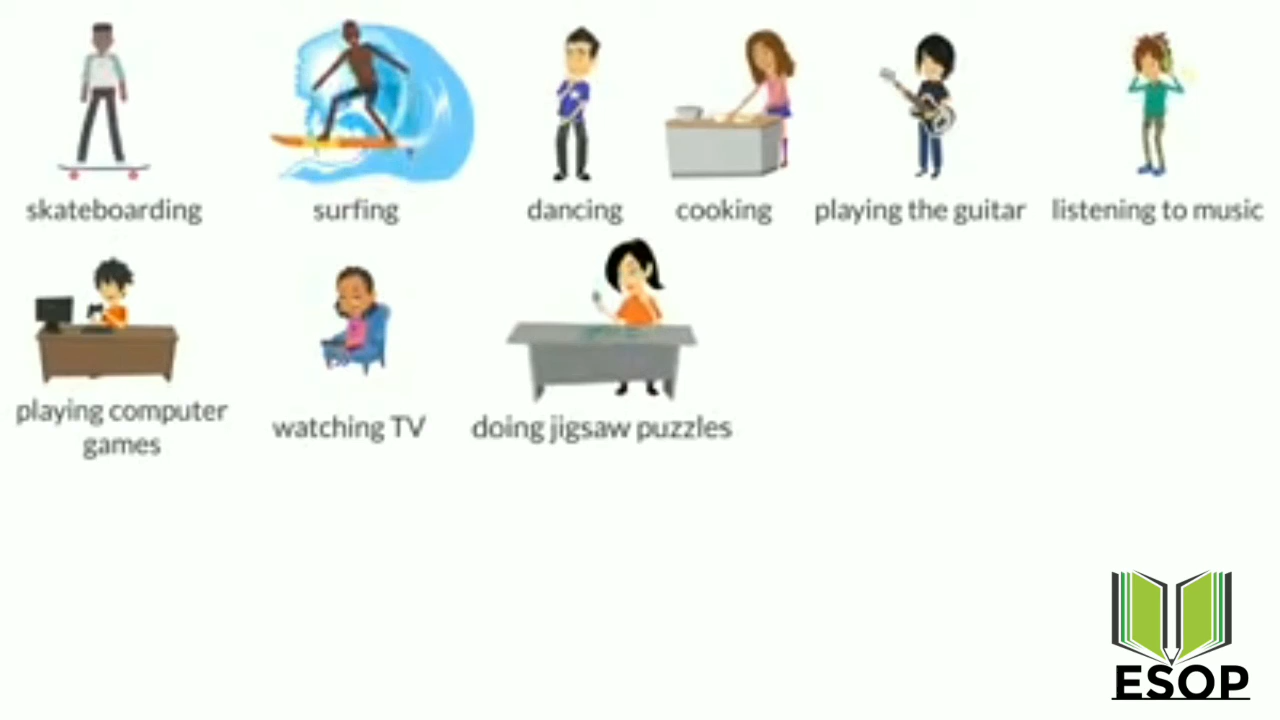 skateboarding
surfing
dancing
cooking
playing the guitar
listening to music
playing computer
games
watching TV
doing jigsaw puzzles
ESOP